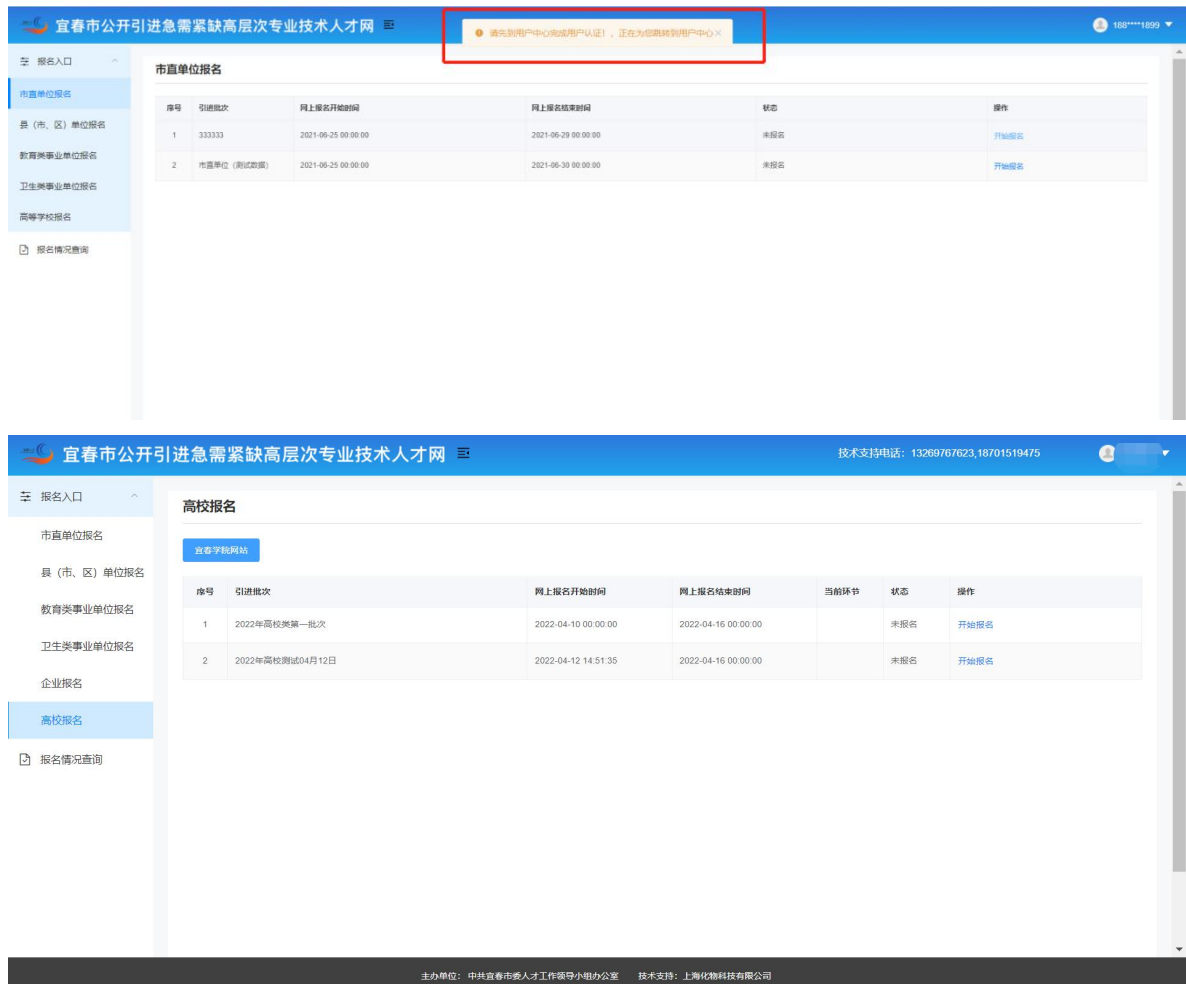 宜春市公开引进急需紧缺高层次专业技术人才网
请先到用户中心完成用户认证！，正在为您跳转到用户中心×
188****1899
报名入口
市直单位报名
县（市、区）单位报名
教育类事业单位报名
卫生类事业单位报名
高等学校报名
报名情况查询
市直单位报名
序号 引进批次 网上报名开始时间 网上报名结束时间 状态 操作
1 333333 2021-06-25 00:00:00 2021-06-29 00:00:00 未报名 开始报名
2 市直单位（测试数据） 2021-06-25 00:00:00 2021-06-30 00:00:00 未报名 开始报名
宜春市公开引进急需紧缺高层次专业技术人才网
技术支持电话：13269767623,18701519475
报名入口
市直单位报名
县（市、区）单位报名
教育类事业单位报名
卫生类事业单位报名
企业报名
高校报名
报名情况查询
高校报名
宜春学院网站
序号 引进批次 网上报名开始时间 网上报名结束时间 当前环节 状态 操作
1 2022年高校类第一批次 2022-04-10 00:00:00 2022-04-16 00:00:00 未报名 开始报名
2 2022年高校测试04月12日 2022-04-12 14:51:35 2022-04-16 00:00:00 未报名 开始报名
主办单位：中共宜春市委人才工作领导小组办公室 技术支持：上海化物科技有限公司